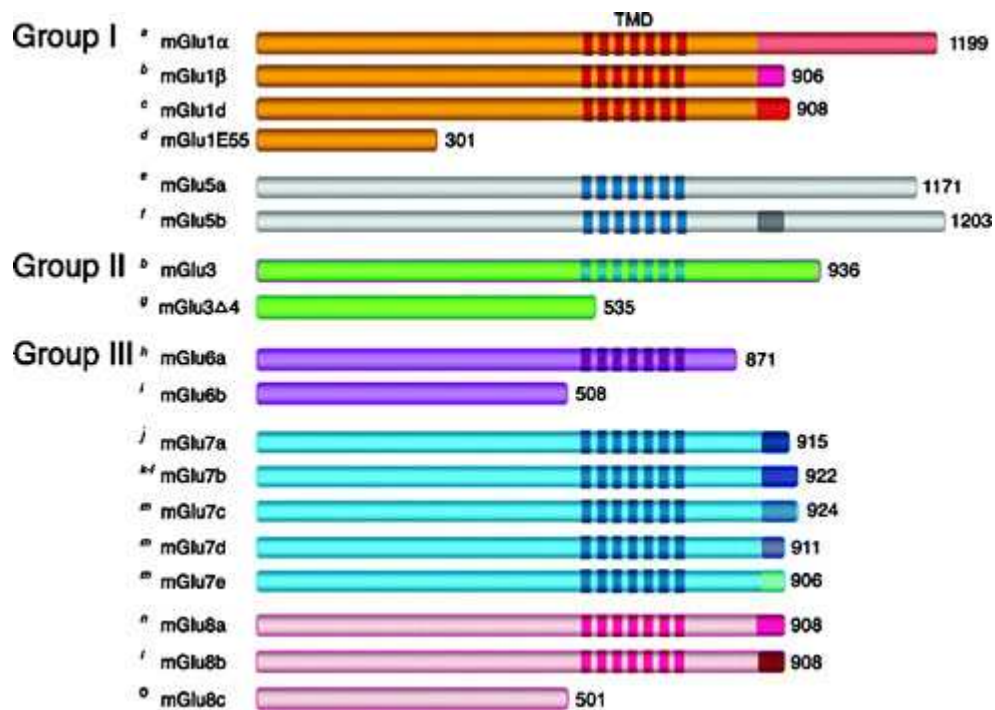 TMD
Group I a mGlu1α 1199
b mGlu1β 906
c mGlu1d 908
d mGlu1E55 301
e mGlu5a 1171
f mGlu5b 1203
Group II b mGlu3 936
g mGlu3Δ4 535
Group III h mGlu6a 871
i mGlu6b 508
j mGlu7a 915
k-l mGlu7b 922
m mGlu7c 924
m mGlu7d 911
m mGlu7e 906
n mGlu8a 908
mGlu8b 908
o mGlu8c 501